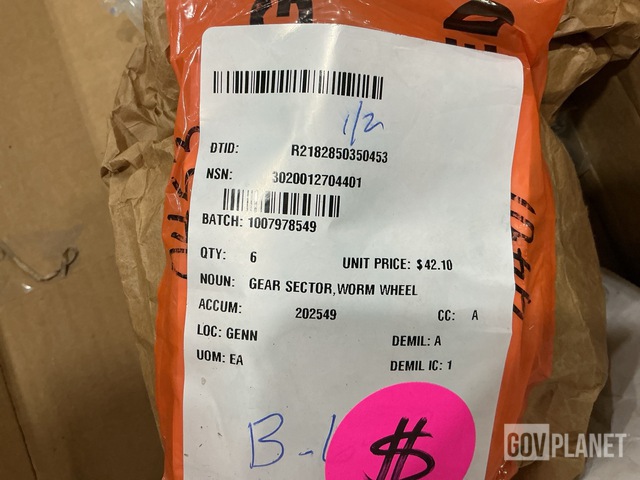 1/2
DTID: R2182850350453
NSN: 3020012704401
BATCH: 1007978549
QTY: 6 UNIT PRICE: $42.10
NOUN: GEAR SECTOR,WORM WHEEL
ACCUM: 202549 CC: A
LOC: GENN DEMIL: A
UOM: EA DEMIL IC: 1
$
GOVPLANET